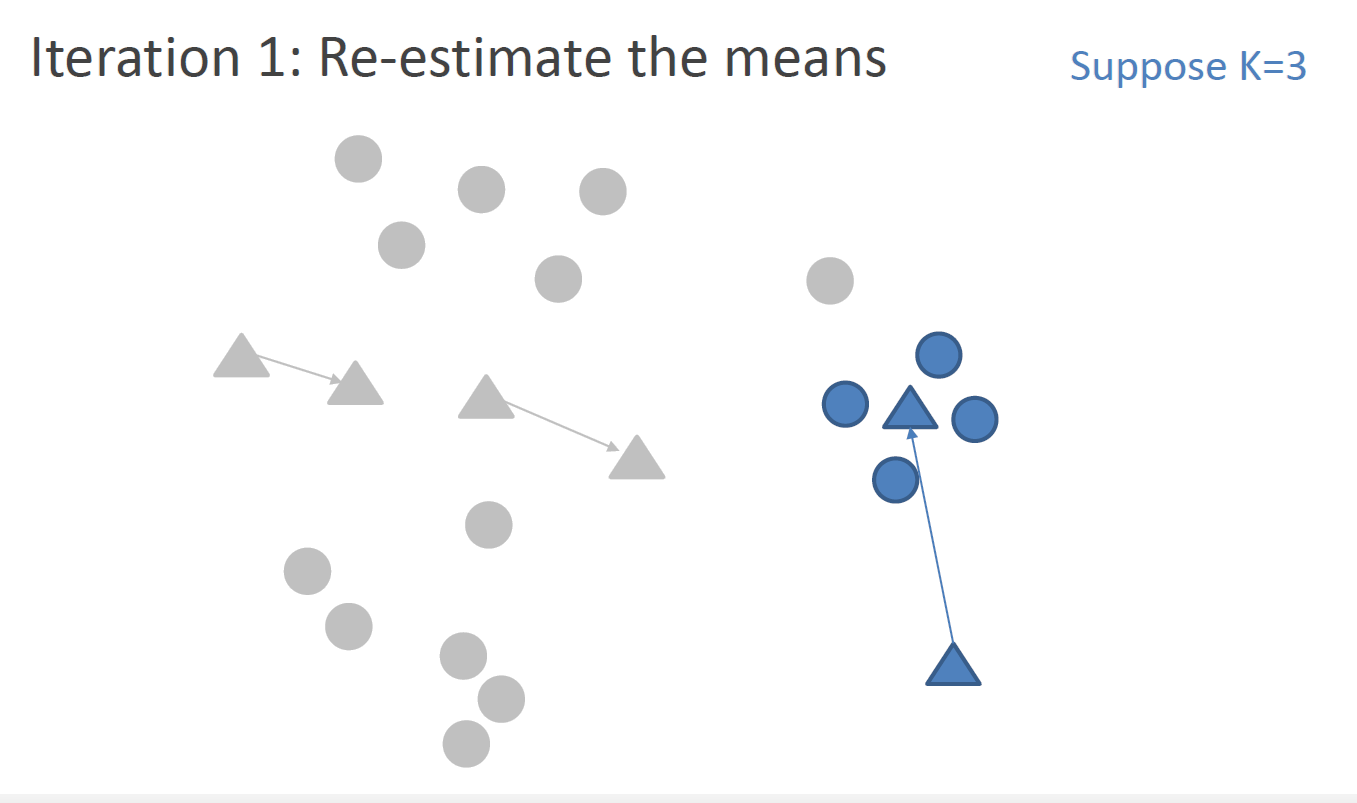 Iteration 1: Re-estimate the means
Suppose K=3